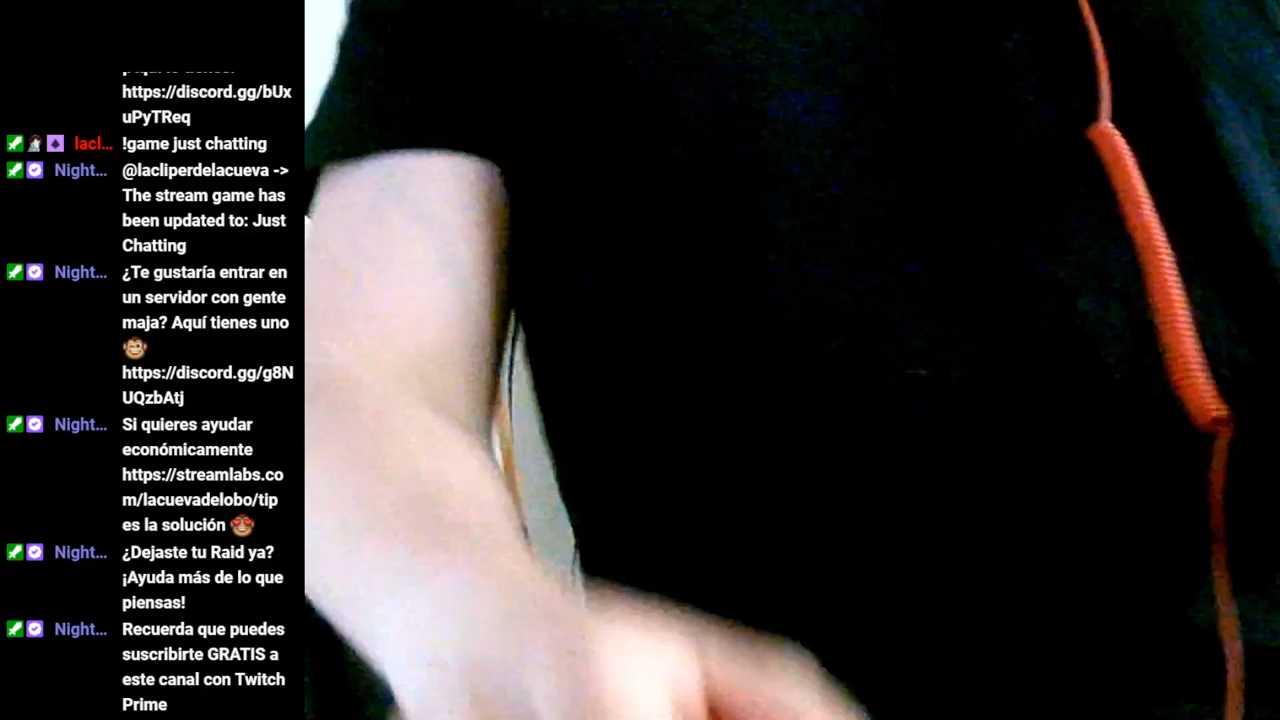 https://discord.gg/bUx
uPyTReq
lacl... !game just chatting
Night... @lacliperdelacueva ->
The stream game has
been updated to: Just
Chatting
Night... ¿Te gustaría entrar en
un servidor con gente
maja? Aquí tienes uno
https://discord.gg/g8N
UQzbAtj
Night... Si quieres ayudar
económicamente
https://streamlabs.co
m/lacuevadelobo/tip
es la solución
Night... ¿Dejaste tu Raid ya?
¡Ayuda más de lo que
piensas!
Night... Recuerda que puedes
suscribirte GRATIS a
este canal con Twitch
Prime